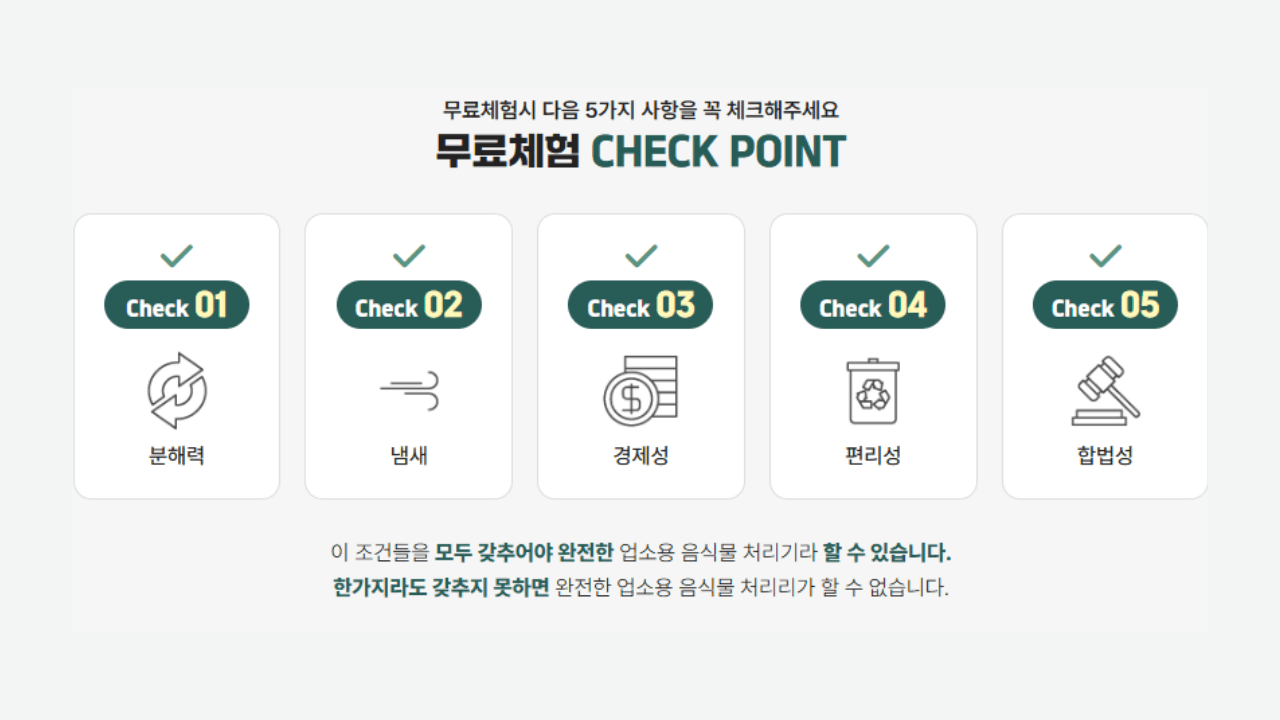 무료체험시 다음 5가지 사항을 꼭 체크해주세요
무료체험 CHECK POINT
Check 01
분해력
Check 02
냄새
Check 03
경제성
Check 04
편리성
Check 05
합법성
이 조건들을 모두 갖추어야 완전한 업소용 음식물 처리기라 할 수 있습니다.
한가지라도 갖추지 못하면 완전한 업소용 음식물 처리리가 할 수 없습니다.